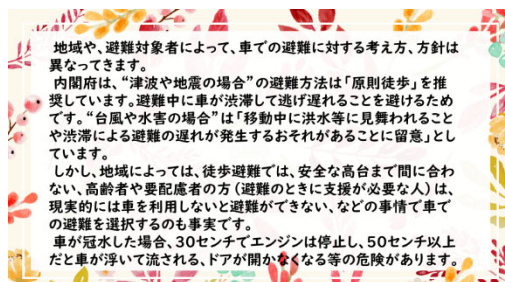 地域や、避難対象者によって、車での避難に対する考え方、方針は
異なってきます。
内閣府は、“津波や地震の場合”の避難方法は「原則徒歩」を推
奨しています。避難中に車が渋滞して逃げ遅れることを避けるため
です。“台風や水害の場合”は「移動中に洪水等に見舞われること
や渋滞による避難の遅れが発生するおそれがあることに留意」とし
ています。
しかし、地域によっては、徒歩避難では、安全な高台まで間に合わ
ない、高齢者や要配慮者の方（避難のときに支援が必要な人）は、
現実的には車を利用しないと避難ができない、などの事情で車で
の避難を選択するのも事実です。
車が冠水した場合、30センチでエンジンは停止し、50センチ以上
だと車が浮いて流される、ドアが開かなくなる等の危険があります。